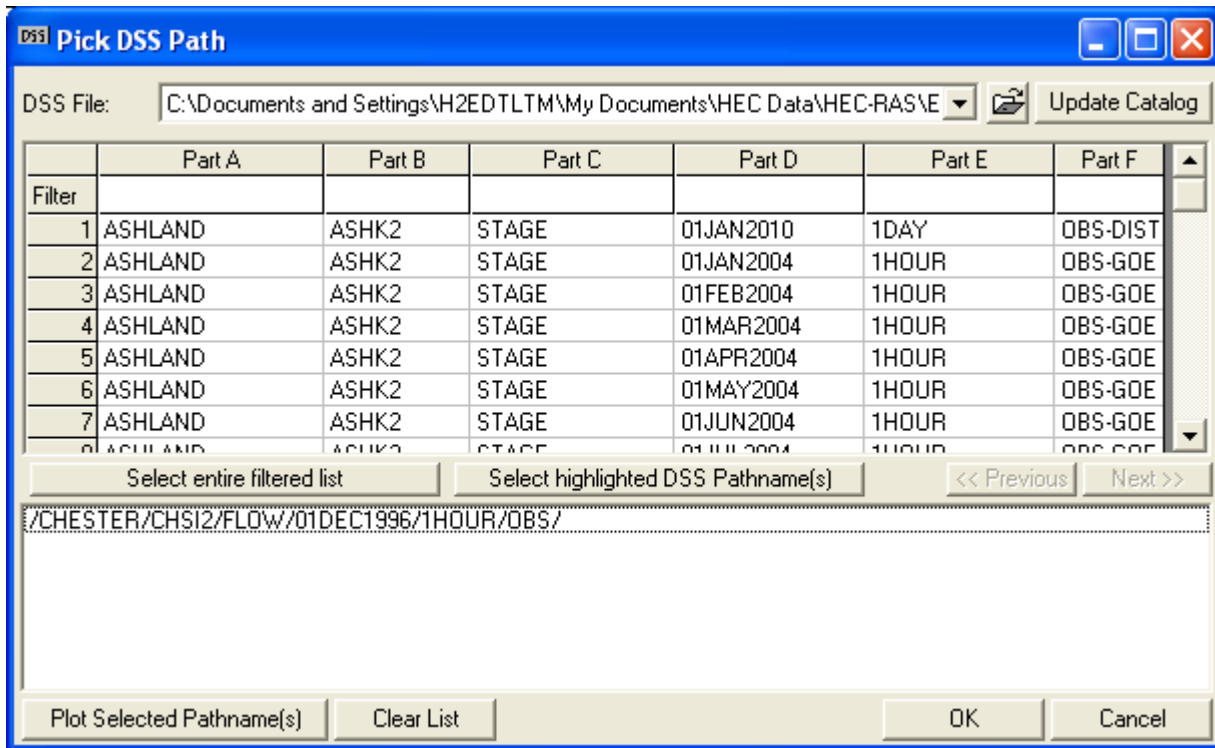 DSS Pick DSS Path
DSS File: C:\Documents and Settings\H2EDTLTM\My Documents\HEC Data\HEC-RAS\E Update Catalog
Part A Part B Part C Part D Part E Part F
Filter
1 ASHLAND ASHK2 STAGE 01JAN2010 1DAY OBS-DIST
2 ASHLAND ASHK2 STAGE 01JAN2004 1HOUR OBS-GOE
3 ASHLAND ASHK2 STAGE 01FEB2004 1HOUR OBS-GOE
4 ASHLAND ASHK2 STAGE 01MAR2004 1HOUR OBS-GOE
5 ASHLAND ASHK2 STAGE 01APR2004 1HOUR OBS-GOE
6 ASHLAND ASHK2 STAGE 01MAY2004 1HOUR OBS-GOE
7 ASHLAND ASHK2 STAGE 01JUN2004 1HOUR OBS-GOE
Select entire filtered list Select highlighted DSS Pathname(s) << Previous Next >>
/CHESTER/CHSI2/FLOW/01DEC1996/1HOUR/OBS/
Plot Selected Pathname(s) Clear List OK Cancel